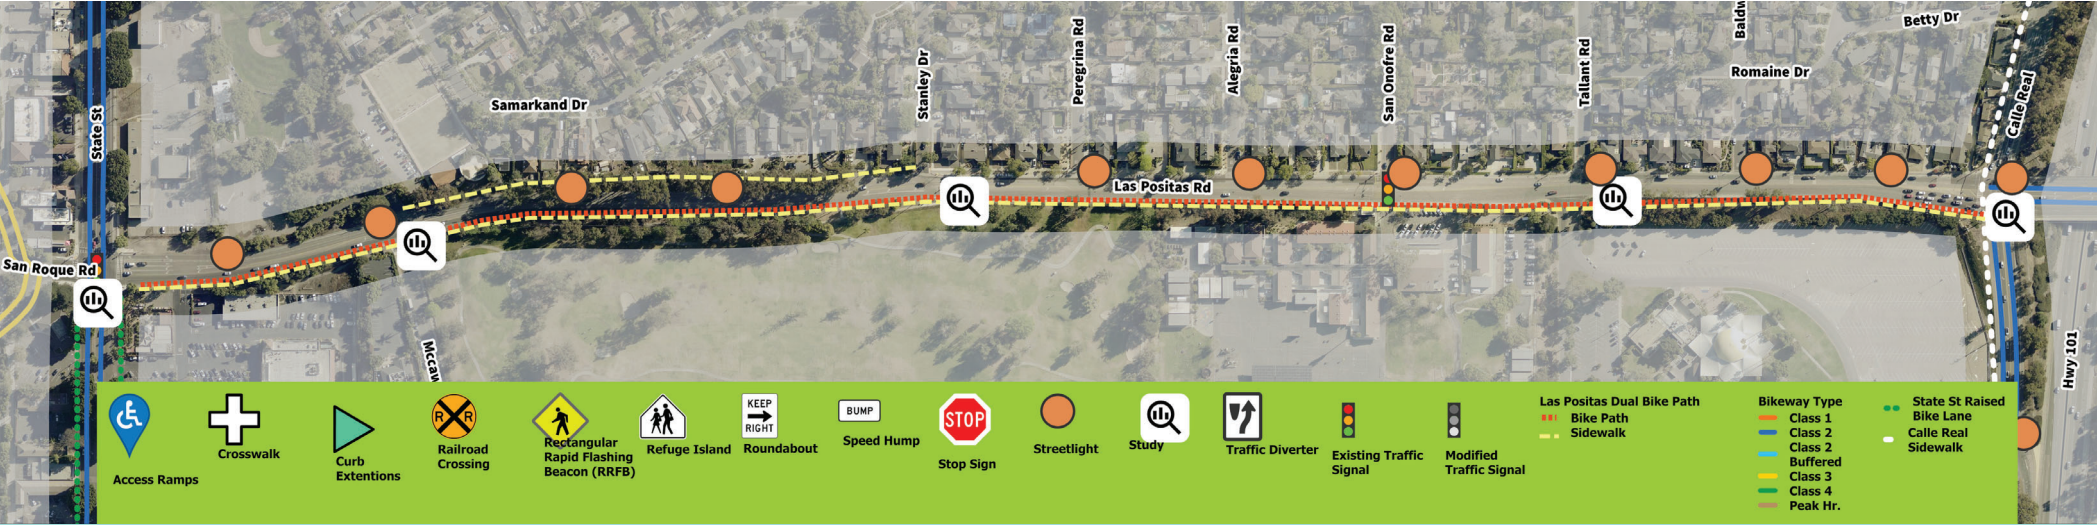 Peregrina Rd
Baldw
Betty Dr
Stanley Dr
Alegria Rd
San Onofre Rd
Tallant Rd
Romaine Dr
Samarkand Dr
State St
Calle Real
Las Positas Rd
San Roque Rd
Mccaw
Hwy 101
Access Ramps
Crosswalk
Curb
Extentions
R R
Railroad
Crossing
Rectangular
Rapid Flashing
Beacon (RRFB)
Refuge Island
KEEP
RIGHT
Roundabout
BUMP
Speed Hump
STOP
Stop Sign
Streetlight
Study
Traffic Diverter
Existing Traffic
Signal
Modified
Traffic Signal
Las Positas Dual Bike Path
Bike Path
Sidewalk
Bikeway Type
Class 1
Class 2
Class 2
Buffered
Class 3
Class 4
Peak Hr.
State St Raised
Bike Lane
Calle Real
Sidewalk